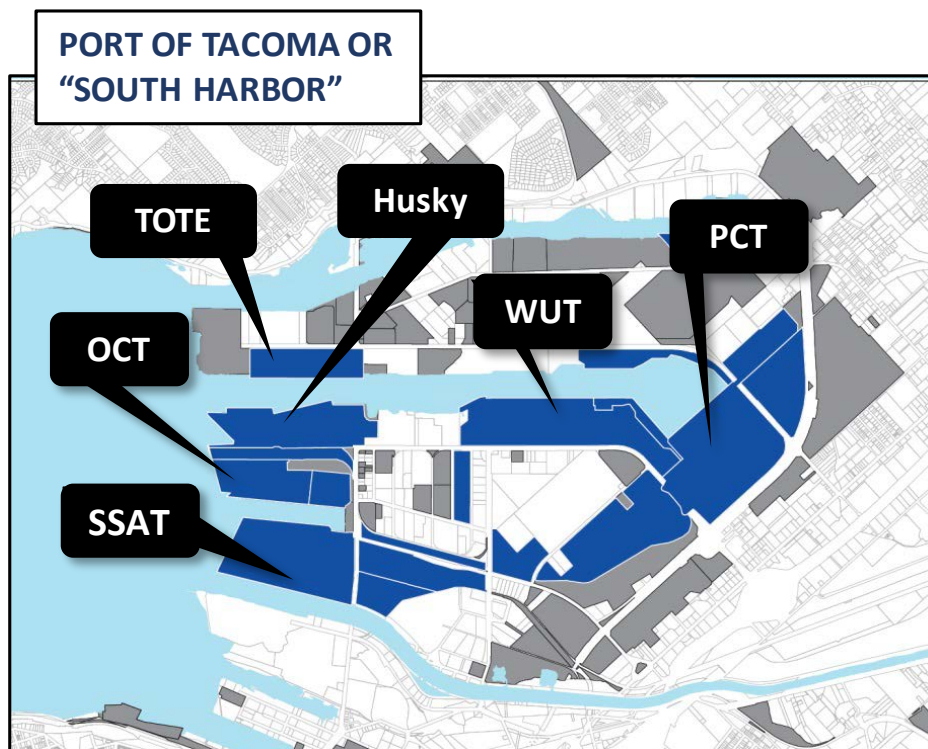 PORT OF TACOMA OR
“SOUTH HARBOR”
TOTE
Husky
PCT
WUT
OCT
SSAT